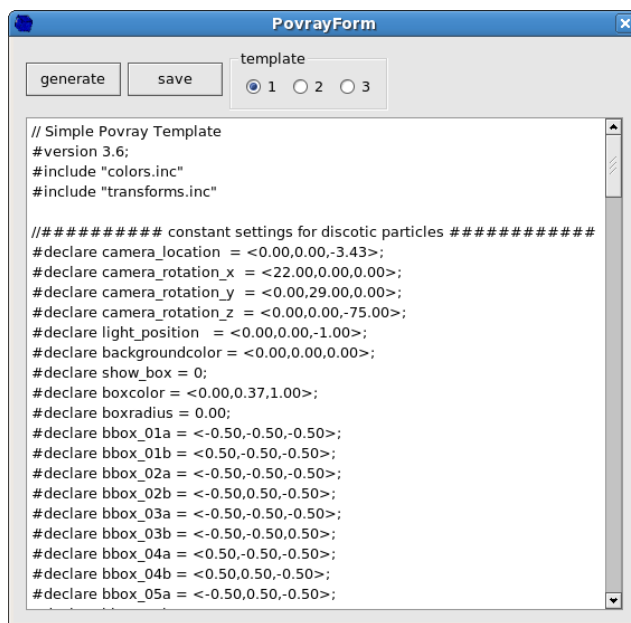 PovrayForm
generate
save
template
1
2
3
// Simple Povray Template
#version 3.6;
#include "colors.inc"
#include "transforms.inc"
//########## constant settings for discotic particles ############
#declare camera_location  = <0.00,0.00,-3.43>;
#declare camera_rotation_x  = <22.00,0.00,0.00>;
#declare camera_rotation_y  = <0.00,29.00,0.00>;
#declare camera_rotation_z  = <0.00,0.00,-75.00>;
#declare light_position   = <0.00,0.00,-1.00>;
#declare backgroundcolor = <0.00,0.00,0.00>;
#declare show_box = 0;
#declare boxcolor = <0.00,0.37,1.00>;
#declare boxradius = 0.00;
#declare bbox_01a = <-0.50,-0.50,-0.50>;
#declare bbox_01b = <0.50,-0.50,-0.50>;
#declare bbox_02a = <-0.50,-0.50,-0.50>;
#declare bbox_02b = <-0.50,0.50,-0.50>;
#declare bbox_03a = <-0.50,-0.50,-0.50>;
#declare bbox_03b = <-0.50,-0.50,0.50>;
#declare bbox_04a = <0.50,-0.50,-0.50>;
#declare bbox_04b = <0.50,0.50,-0.50>;
#declare bbox_05a = <-0.50,0.50,-0.50>;